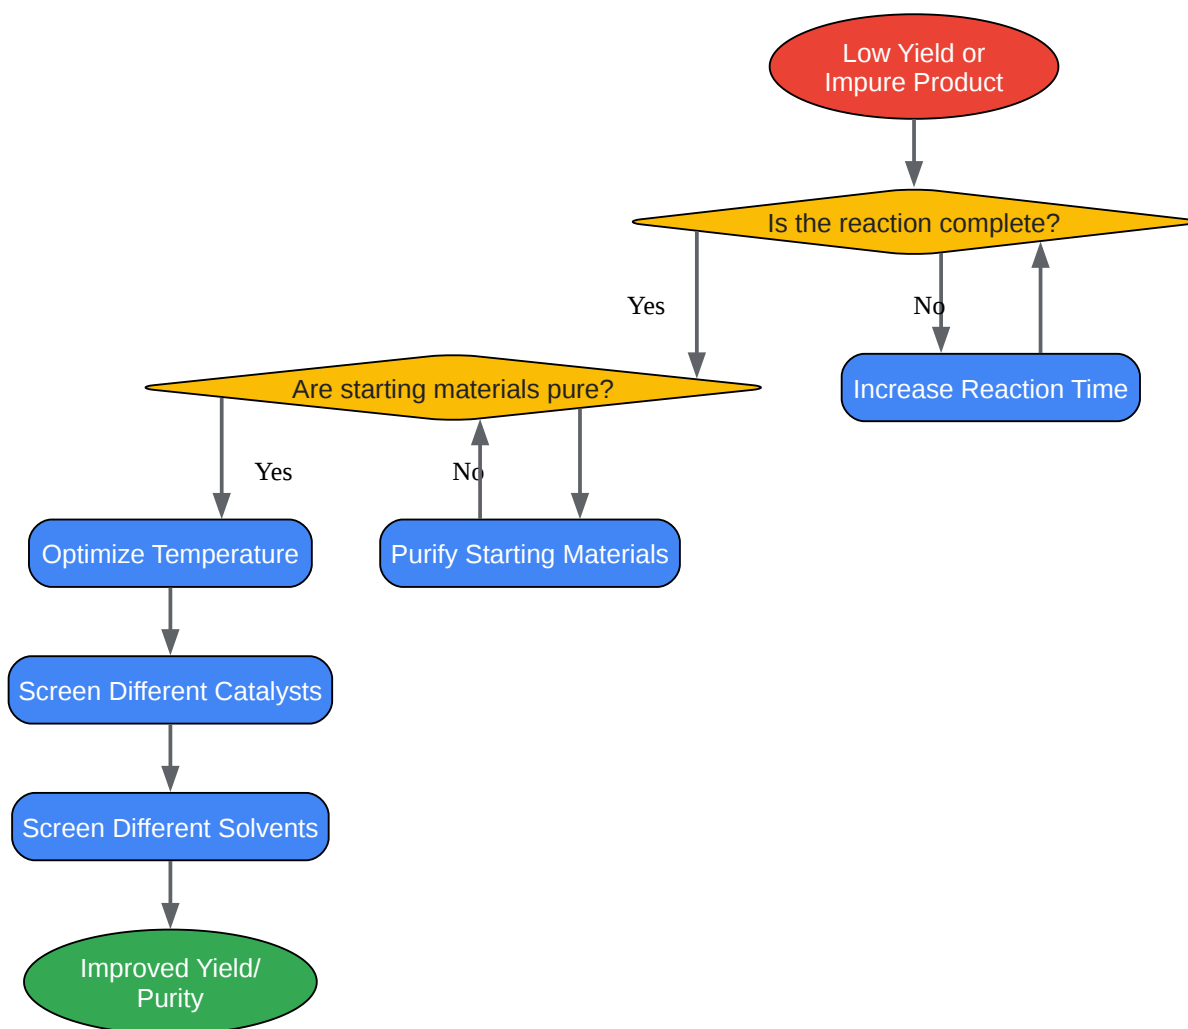 Low Yield or
Impure Product
Is the reaction complete?
Yes
No
Are starting materials pure?
Increase Reaction Time
Yes
No
Optimize Temperature
Purify Starting Materials
Screen Different Catalysts
Screen Different Solvents
Improved Yield/
Purity